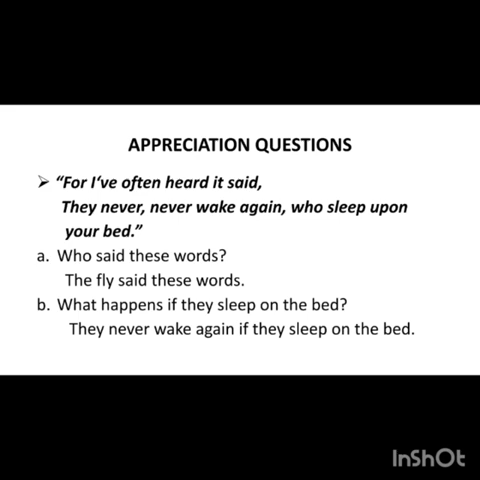 APPRECIATION QUESTIONS
➤ “For I‘ve often heard it said,
They never, never wake again, who sleep upon
your bed.”
a. Who said these words?
The fly said these words.
b. What happens if they sleep on the bed?
They never wake again if they sleep on the bed.
InShOt